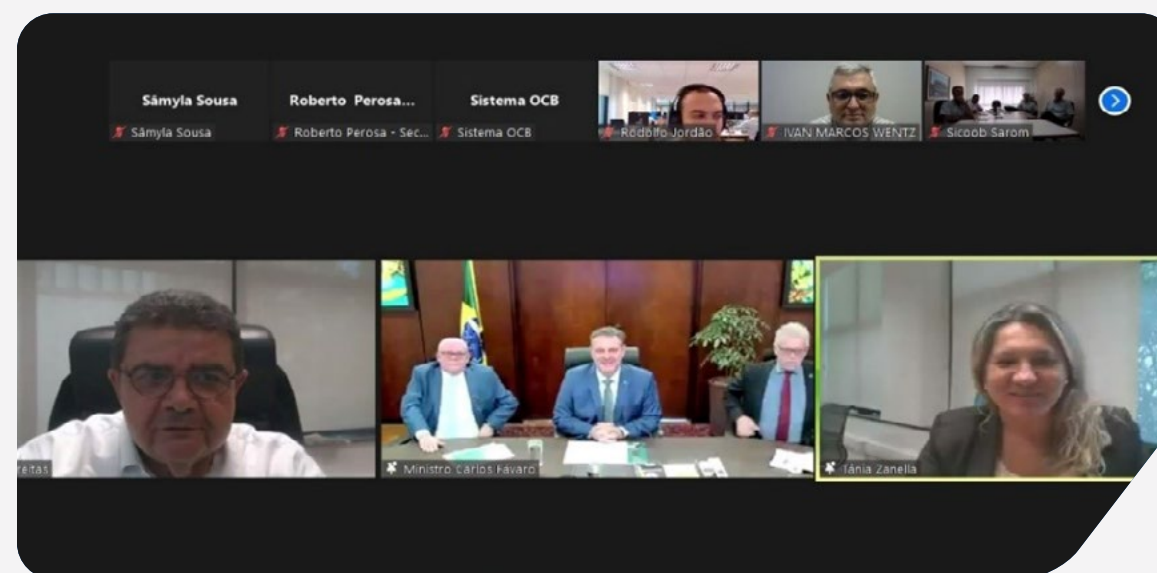 Sâmyla Sousa
Roberto Perosa...
Sistema OCB
Sâmyla Sousa
Roberto Perosa - Sec...
Sistema OCB
Rodolfo Jordão
IVAN MARCOS WENTZ
Sicoob Sarom
reitas
Ministro Carlos Fávaro
Tânia Zanella